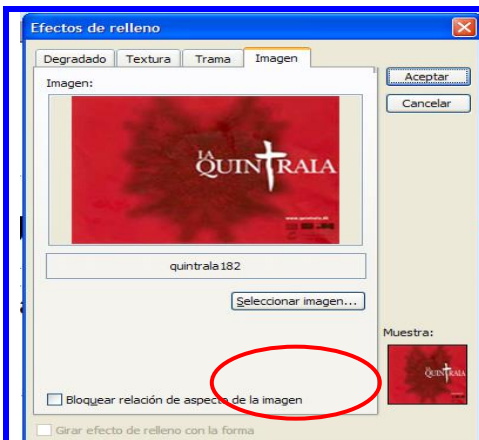 Efectos de relleno
Degradado Textura Trama Imagen
Imagen:
Aceptar
Cancelar
LA
QUINTRALA
quintrala182
Seleccionar imagen...
Muestra:
QUINTRALA
Bloquear relación de aspecto de la imagen
Girar efecto de relleno con la forma